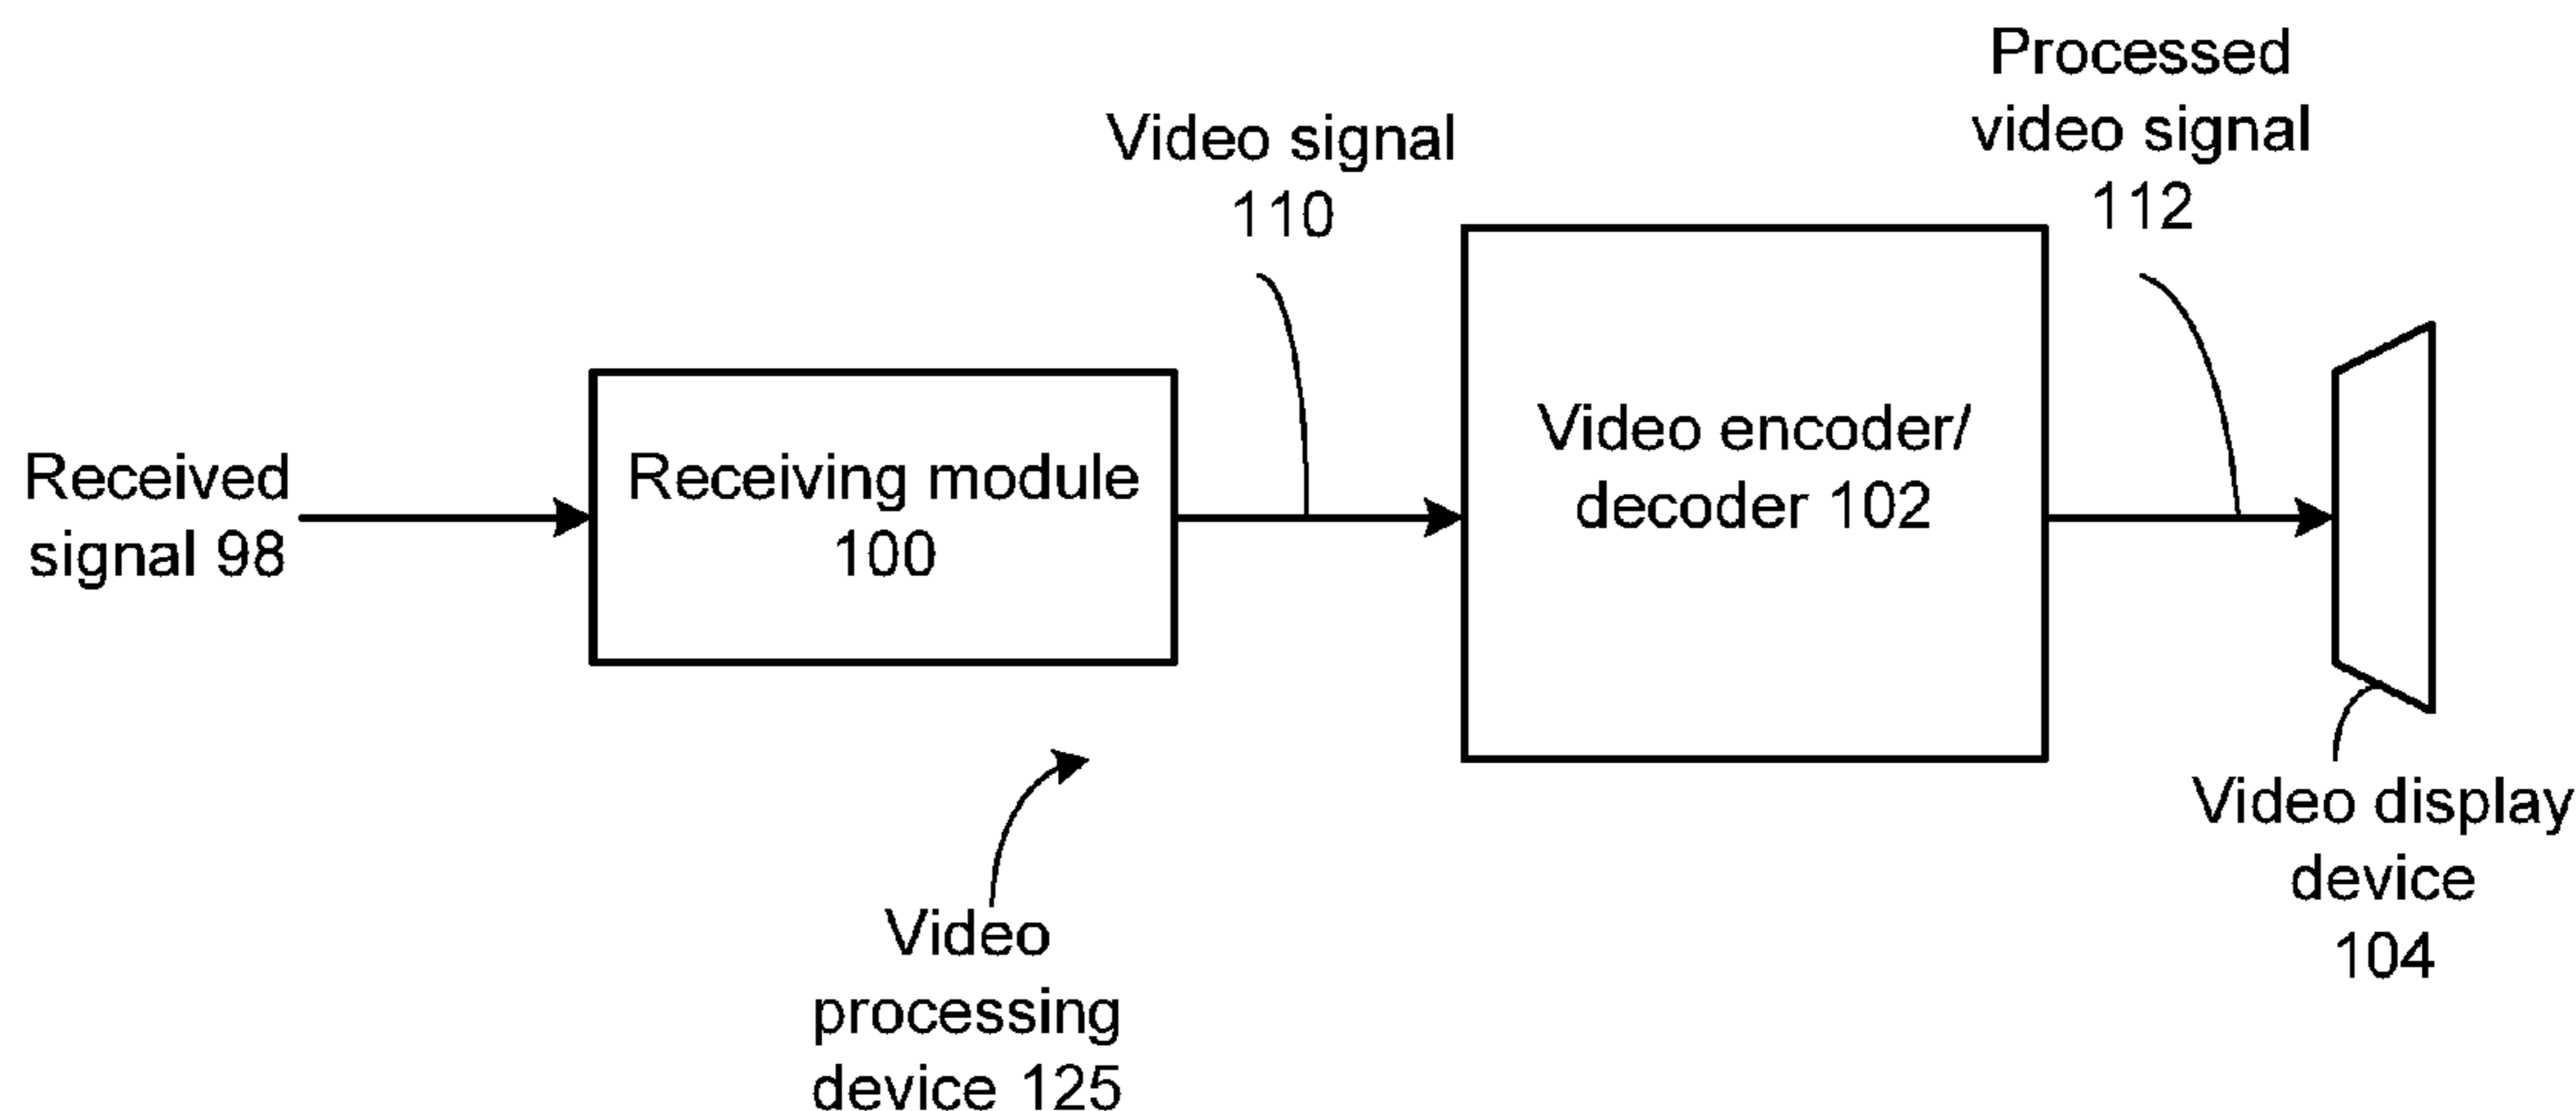 Received
signal 98
Receiving module
100
Video signal
110
Video encoder/
decoder 102
Processed
video signal
112
Video display
device
104
Video
processing
device 125